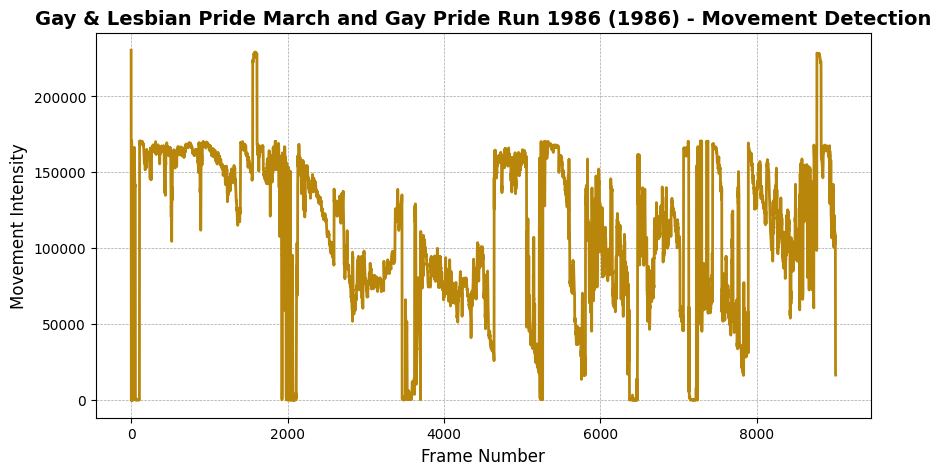 Gay & Lesbian Pride March and Gay Pride Run 1986 (1986) - Movement Detection
200000
150000
100000
50000
0
Movement Intensity
0 2000 4000 6000 8000
Frame Number